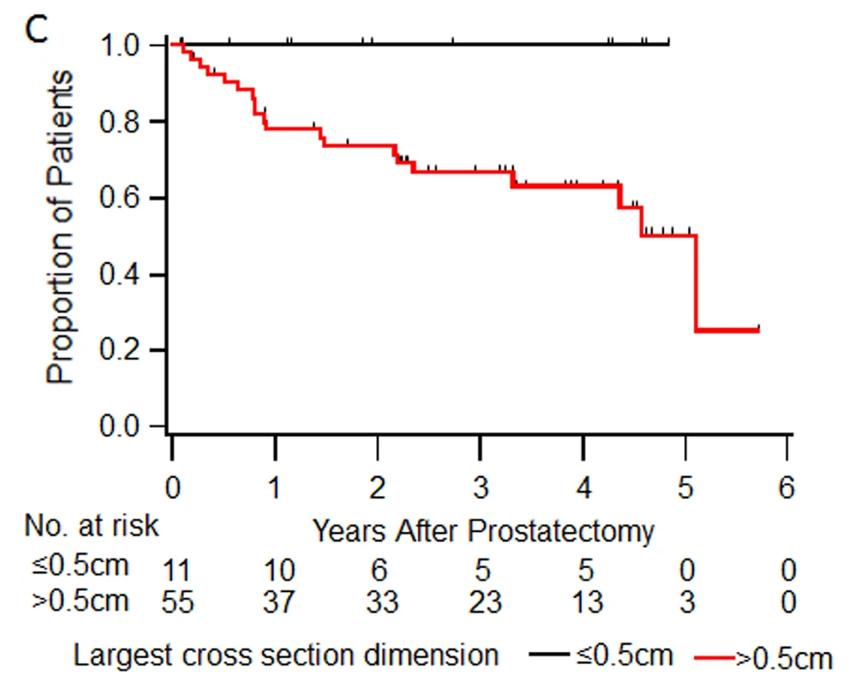 C
1.0
0.8
0.6
0.4
0.2
0.0
Proportion of Patients
0 1 2 3 4 5 6
No. at risk Years After Prostatectomy
≤0.5cm 11 10 6 5 5 0 0
>0.5cm 55 37 33 23 13 3 0
Largest cross section dimension ≤0.5cm >0.5cm